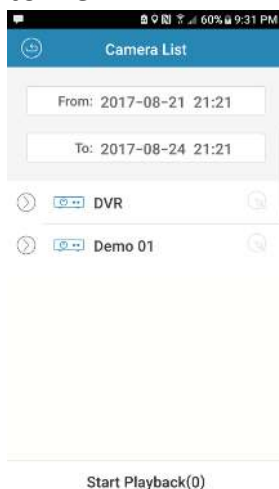 60% 9:31 PM
Camera List
From: 2017-08-21 21:21
To: 2017-08-24 21:21
DVR
Demo 01
Start Playback(0)